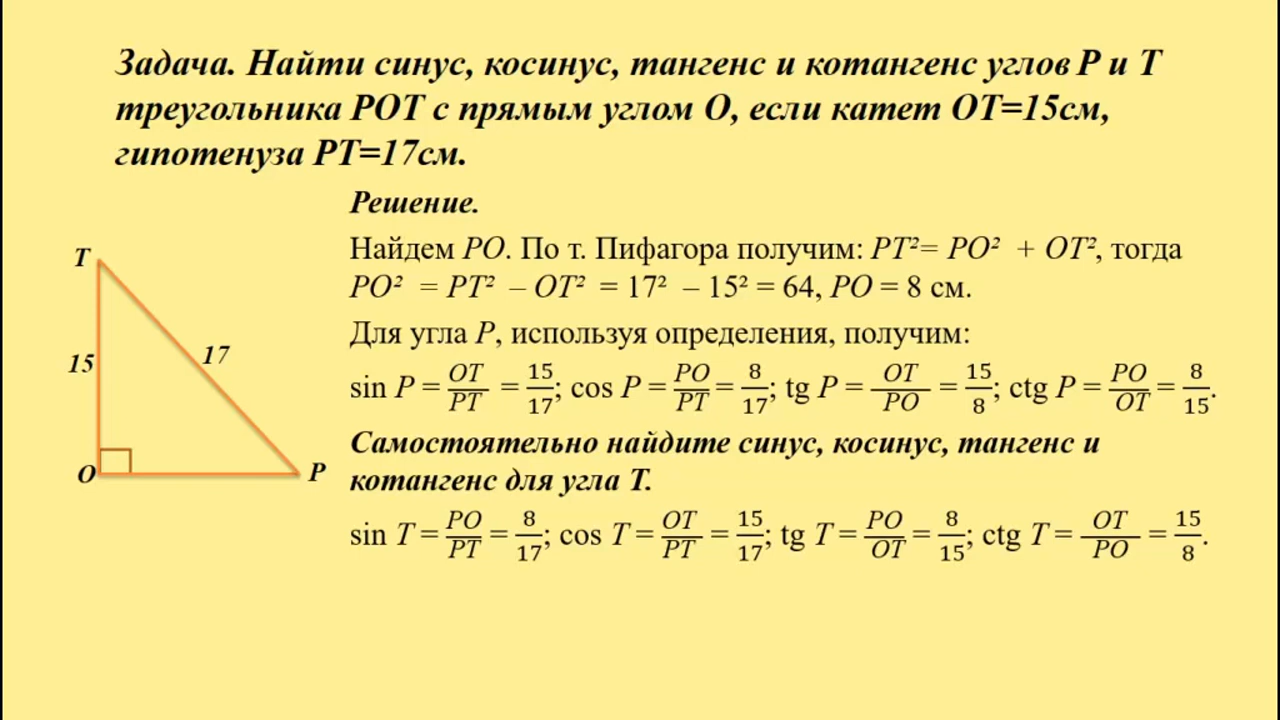 Задача. Найти синус, косинус, тангенс и котангенс углов P и T
треугольника POT с прямым углом O, если катет OT=15см,
гипотенуза PT=17см.
Решение.
Найдем PO. По т. Пифагора получим: PT²= PO² + OT², тогда
PO² = PT² – OT² = 17² – 15² = 64, PO = 8 см.
Для угла P, используя определения, получим:
sin P = OT/PT = 15/17; cos P = PO/PT = 8/17; tg P = OT/PO = 15/8; ctg P = PO/OT = 8/15.
Самостоятельно найдите синус, косинус, тангенс и
котангенс для угла T.
sin T = PO/PT = 8/17; cos T = OT/PT = 15/17; tg T = PO/OT = 8/15; ctg T = OT/PO = 15/8.
T
15
17
O
P